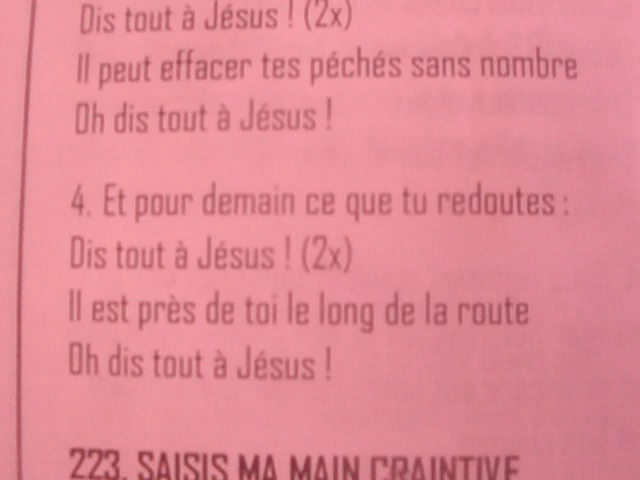 Dis tout à Jésus ! (2x)
Il peut effacer tes péchés sans nombre
Oh dis tout à Jésus !
4. Et pour demain ce que tu redoutes :
Dis tout à Jésus ! (2x)
Il est près de toi le long de la route
Oh dis tout à Jésus !
223. SAISIS MA MAIN CRAINTIVE